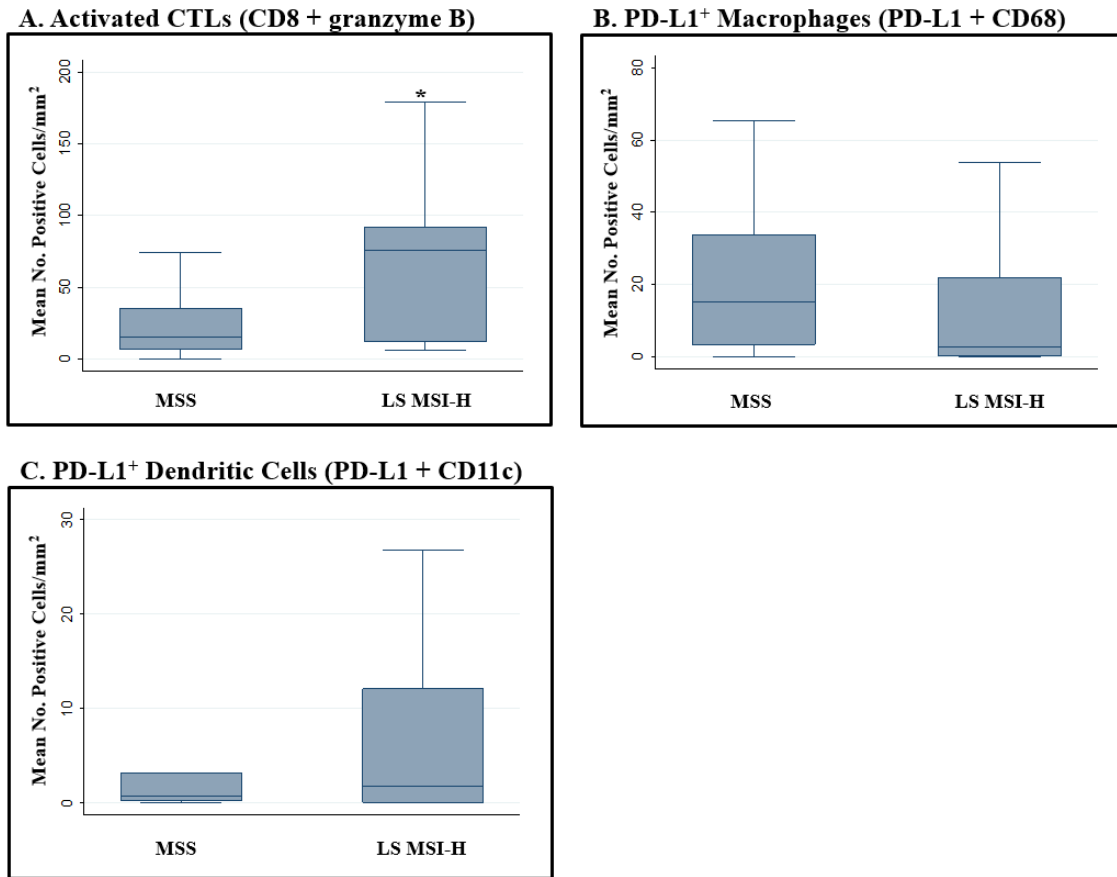 A. Activated CTLs (CD8 + granzyme B)
Mean No. Positive Cells/mm²
200
150
100
50
0
*
MSS
LS MSI-H
B. PD-L1⁺ Macrophages (PD-L1 + CD68)
Mean No. Positive Cells/mm²
80
60
40
20
0
MSS
LS MSI-H
C. PD-L1⁺ Dendritic Cells (PD-L1 + CD11c)
Mean No. Positive Cells/mm²
30
20
10
0
MSS
LS MSI-H